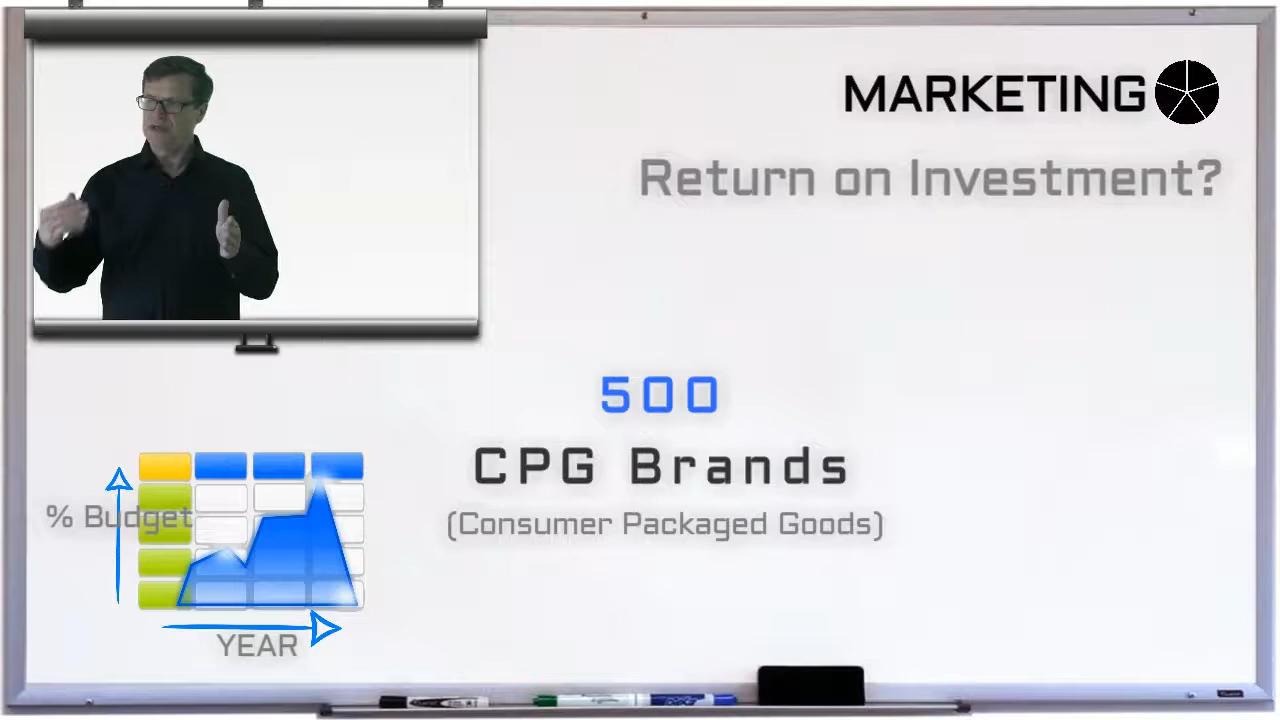 MARKETING
Return on Investment?
500
CPG Brands
(Consumer Packaged Goods)
% Budget
YEAR